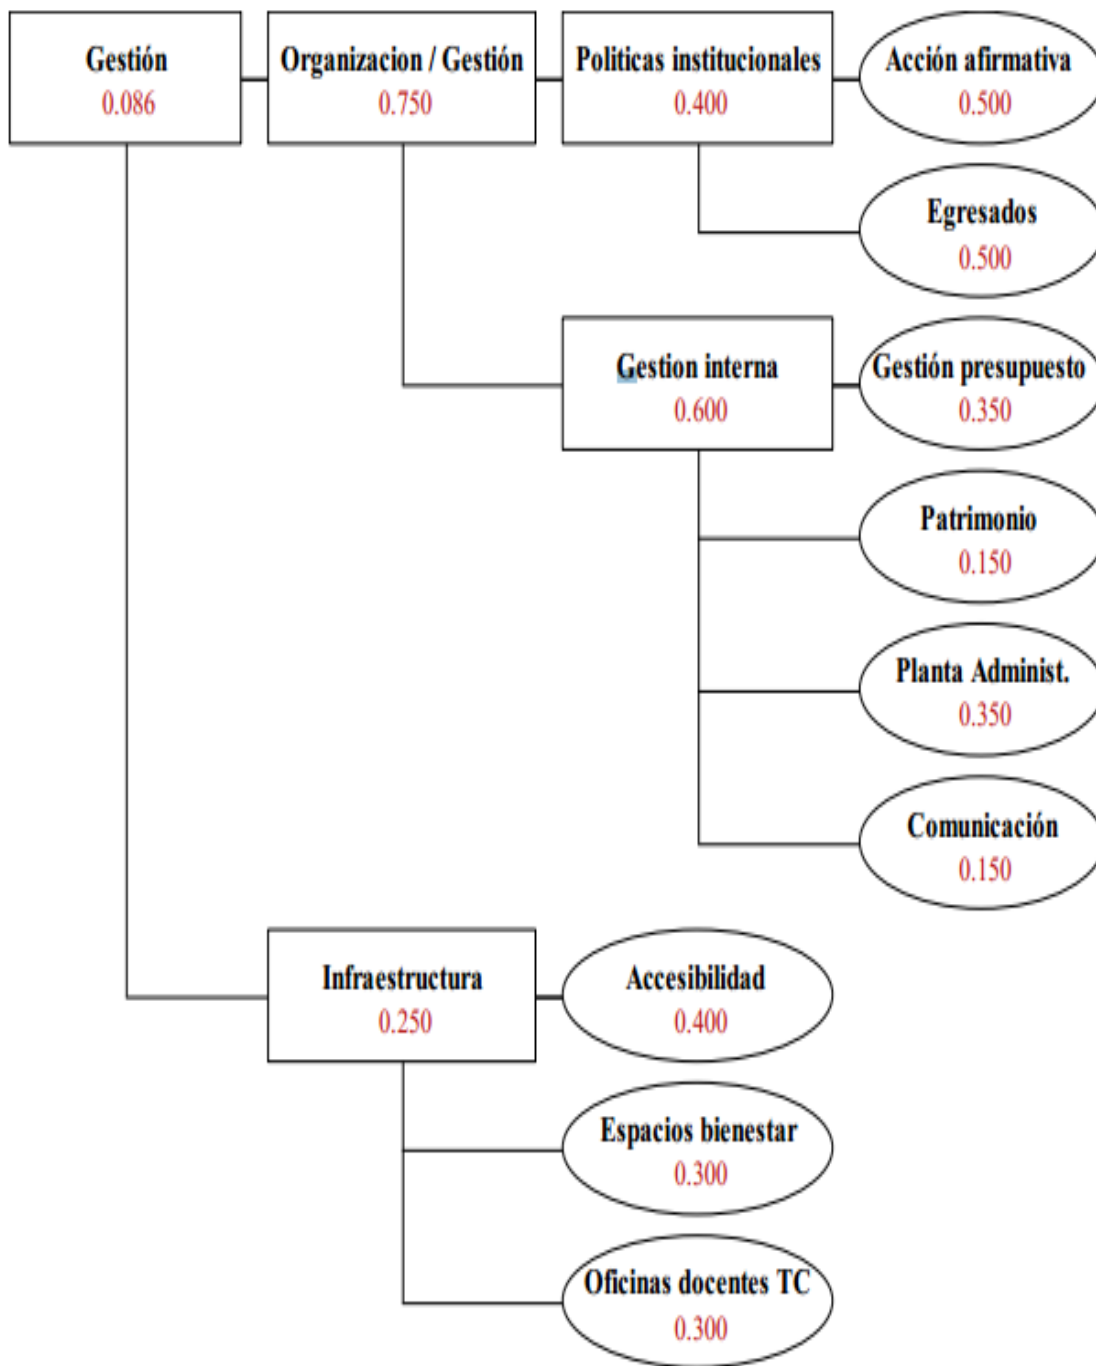 Gestión
0.086
Organizacion / Gestión
0.750
Politicas institucionales
0.400
Acción afirmativa
0.500
Egresados
0.500
Gestion interna
0.600
Gestión presupuesto
0.350
Patrimonio
0.150
Planta Administ.
0.350
Comunicación
0.150
Infraestructura
0.250
Accesibilidad
0.400
Espacios bienestar
0.300
Oficinas docentes TC
0.300